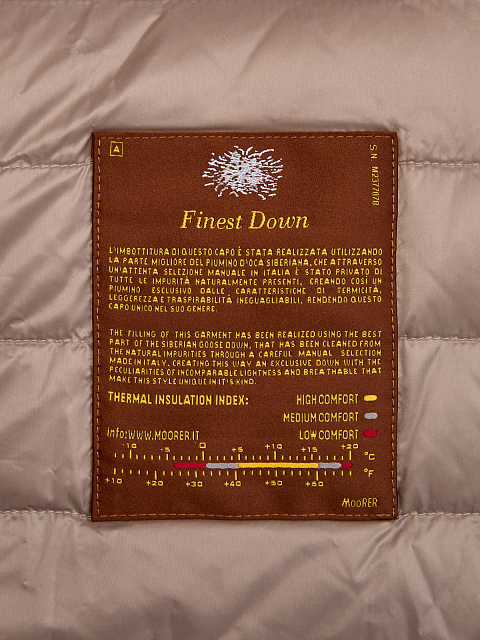 A
S.N. M2377078
Finest Down
L'IMBOTTITURA DI QUESTO CAPO È STATA REALIZZATA UTILIZZANDO
LA PARTE MIGLIORE DEL PIUMINO D'OCA SIBERIANA, CHE ATTRAVERSO
UN'ATTENTA SELEZIONE MANUALE IN ITALIA È STATO PRIVATO DI
TUTTE LE IMPURITÀ NATURALMENTE PRESENTI, CREANDO COSÌ UN
PIUMINO ESCLUSIVO DALLE CARATTERISTICHE DI TERMICITÀ,
LEGGEREZZA E TRASPIRABILITÀ INEGUAGLIABILI, RENDENDO QUESTO
CAPO UNICO NEL SUO GENERE.
THE FILLING OF THIS GARMENT HAS BEEN REALIZED USING THE BEST
PART OF THE SIBERIAN GOOSE DOWN, THAT HAS BEEN CLEANED FROM
THE NATURAL IMPURITIES THROUGH A CAREFUL MANUAL SELECTION
MADE IN ITALY, CREATING THIS WAY AN EXCLUSIVE DOWN WITH THE
PECULIARITIES OF INCOMPARABLE LIGHTNESS AND BREATHABLE THAT
MAKE THIS STYLE UNIQUE IN IT'S KIND.
THERMAL INSULATION INDEX: HIGH COMFORT
MEDIUM COMFORT
info:WWW.MOORER.IT LOW COMFORT
-10 -5 0 +5 +10 +15 +20 °C
+10 +20 +30 +40 +50 +60 °F
MOORER